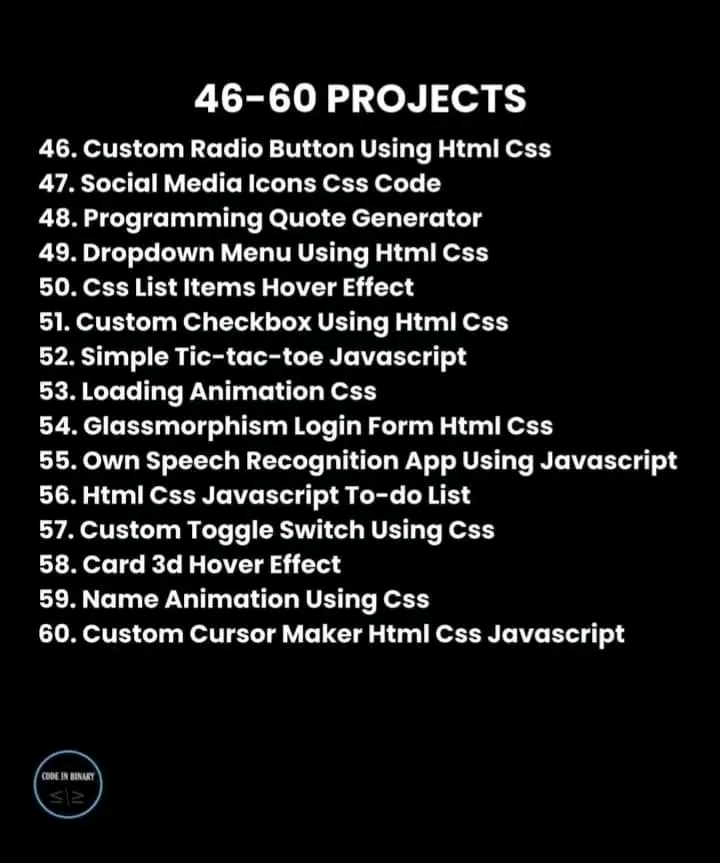 46-60 PROJECTS
46. Custom Radio Button Using Html Css
47. Social Media Icons Css Code
48. Programming Quote Generator
49. Dropdown Menu Using Html Css
50. Css List Items Hover Effect
51. Custom Checkbox Using Html Css
52. Simple Tic-tac-toe Javascript
53. Loading Animation Css
54. Glassmorphism Login Form Html Css
55. Own Speech Recognition App Using Javascript
56. Html Css Javascript To-do List
57. Custom Toggle Switch Using Css
58. Card 3d Hover Effect
59. Name Animation Using Css
60. Custom Cursor Maker Html Css Javascript
CODE IN BINARY
≤\≥